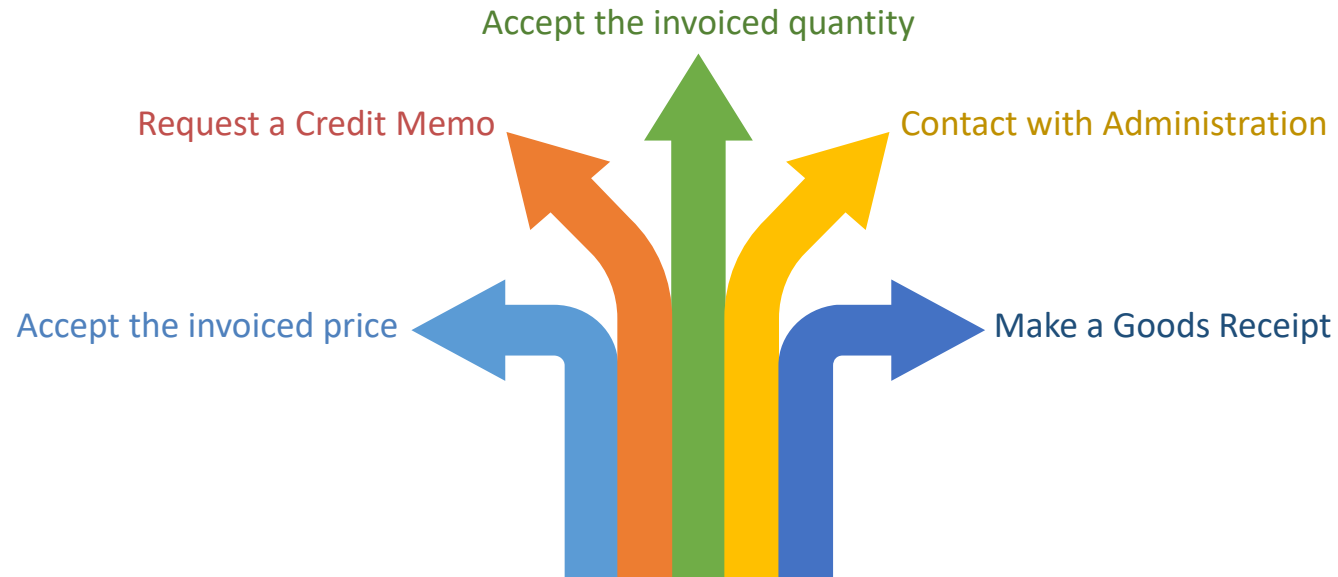 Accept the invoiced quantity
Request a Credit Memo
Contact with Administration
Accept the invoiced price
Make a Goods Receipt